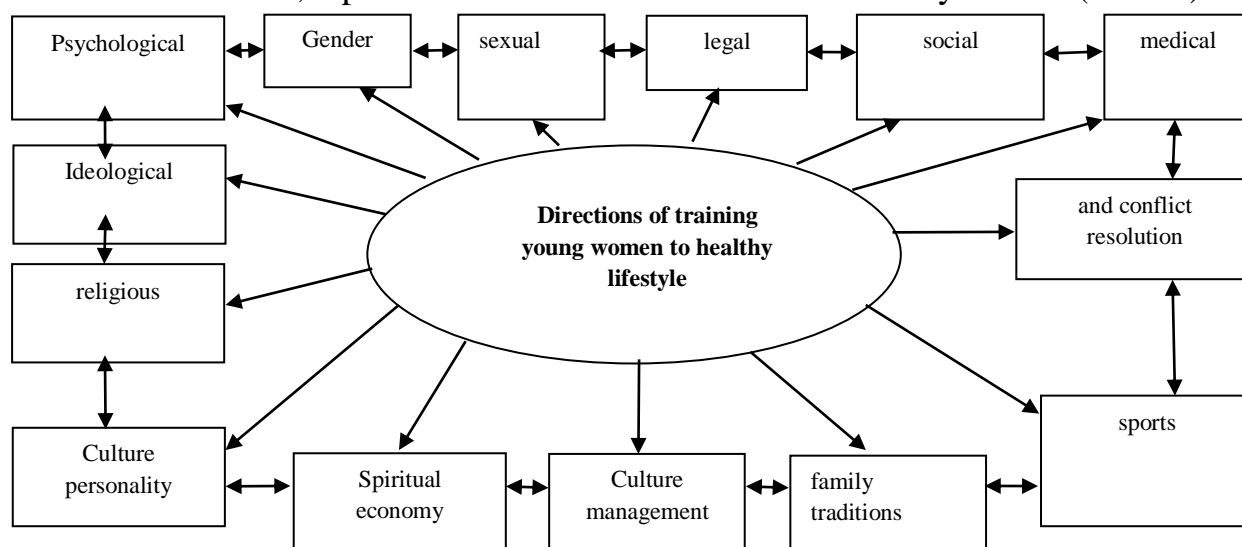 Psychological
Gender
sexual
legal
social
medical
Ideological
and conflict
resolution
Directions of training
young women to healthy
lifestyle
religious
sports
Culture
personality
Spiritual
economy
Culture
management
family
traditions